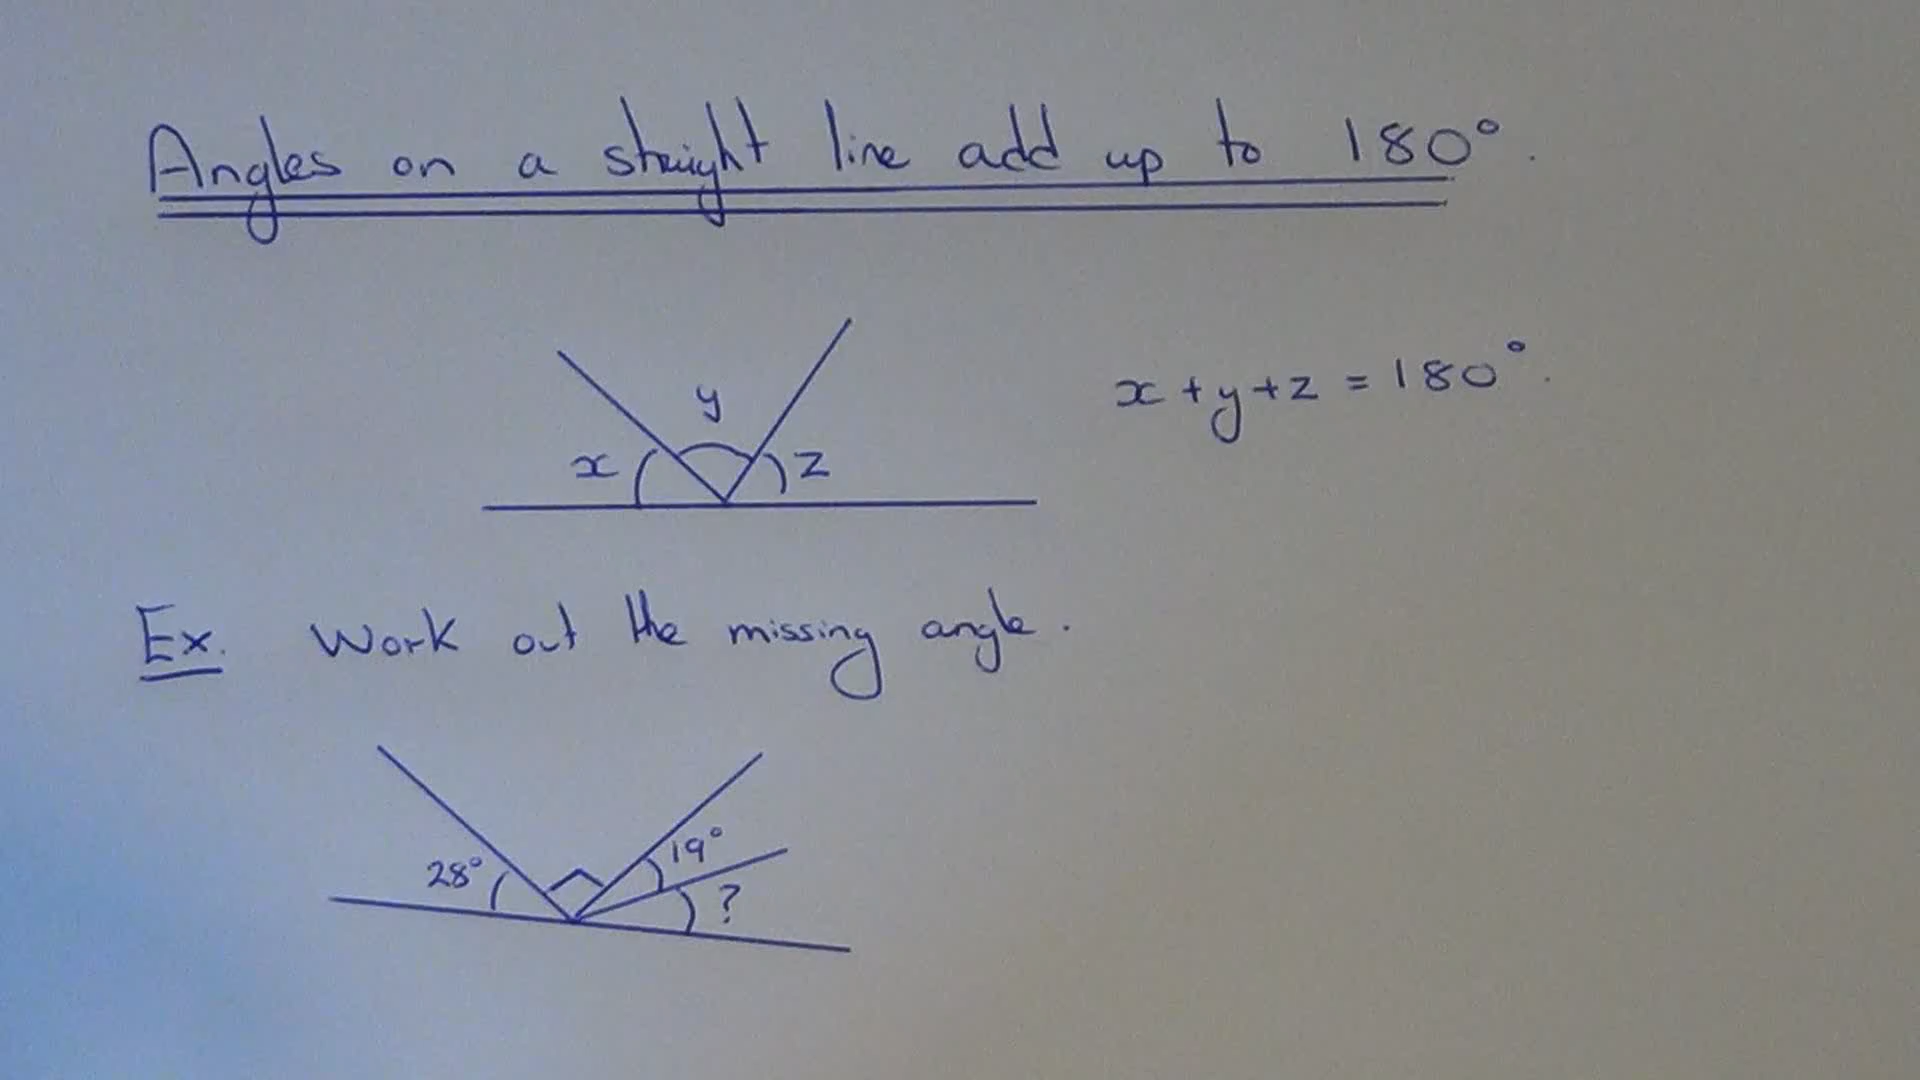 Angles on a straight line add up to 180°.
y
x + y + z = 180°.
x
z
Ex. Work out the missing angle.
19°
28°
?